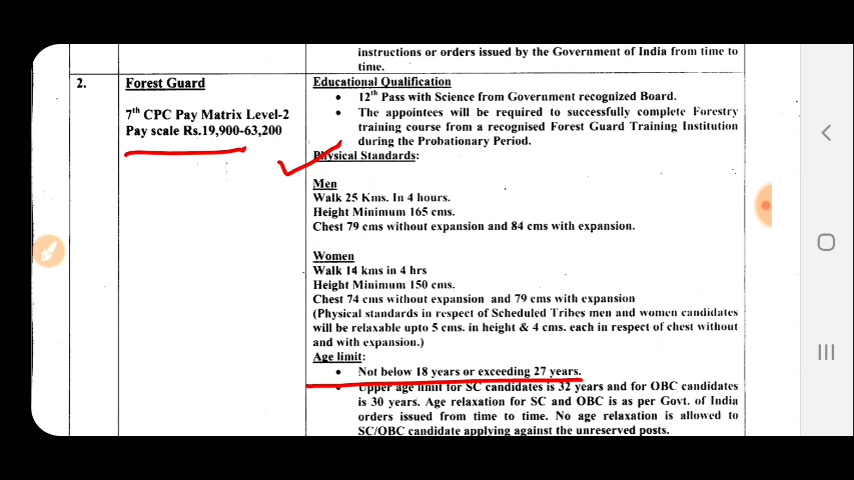 instructions or orders issued by the Government of India from time to
time.
2.
Forest Guard
7th CPC Pay Matrix Level-2
Pay scale Rs.19,900-63,200
Educational Qualification
• 12th Pass with Science from Government recognized Board.
• The appointees will be required to successfully complete Forestry
training course from a recognised Forest Guard Training Institution
during the Probationary Period.
Physical Standards:
Men
Walk 25 Kms. In 4 hours.
Height Minimum 165 cms.
Chest 79 cms without expansion and 84 cms with expansion.
Women
Walk 14 kms in 4 hrs
Height Minimum 150 cms.
Chest 74 cms without expansion and 79 cms with expansion
(Physical standards in respect of Scheduled Tribes men and women candidates
will be relaxable upto 5 cms. in height & 4 cms. each in respect of chest without
and with expansion.)
Age limit:
• Not below 18 years or exceeding 27 years.
• Upper age limit for SC candidates is 32 years and for OBC candidates
is 30 years. Age relaxation for SC and OBC is as per Govt. of India
orders issued from time to time. No age relaxation is allowed to
SC/OBC candidate applying against the unreserved posts.